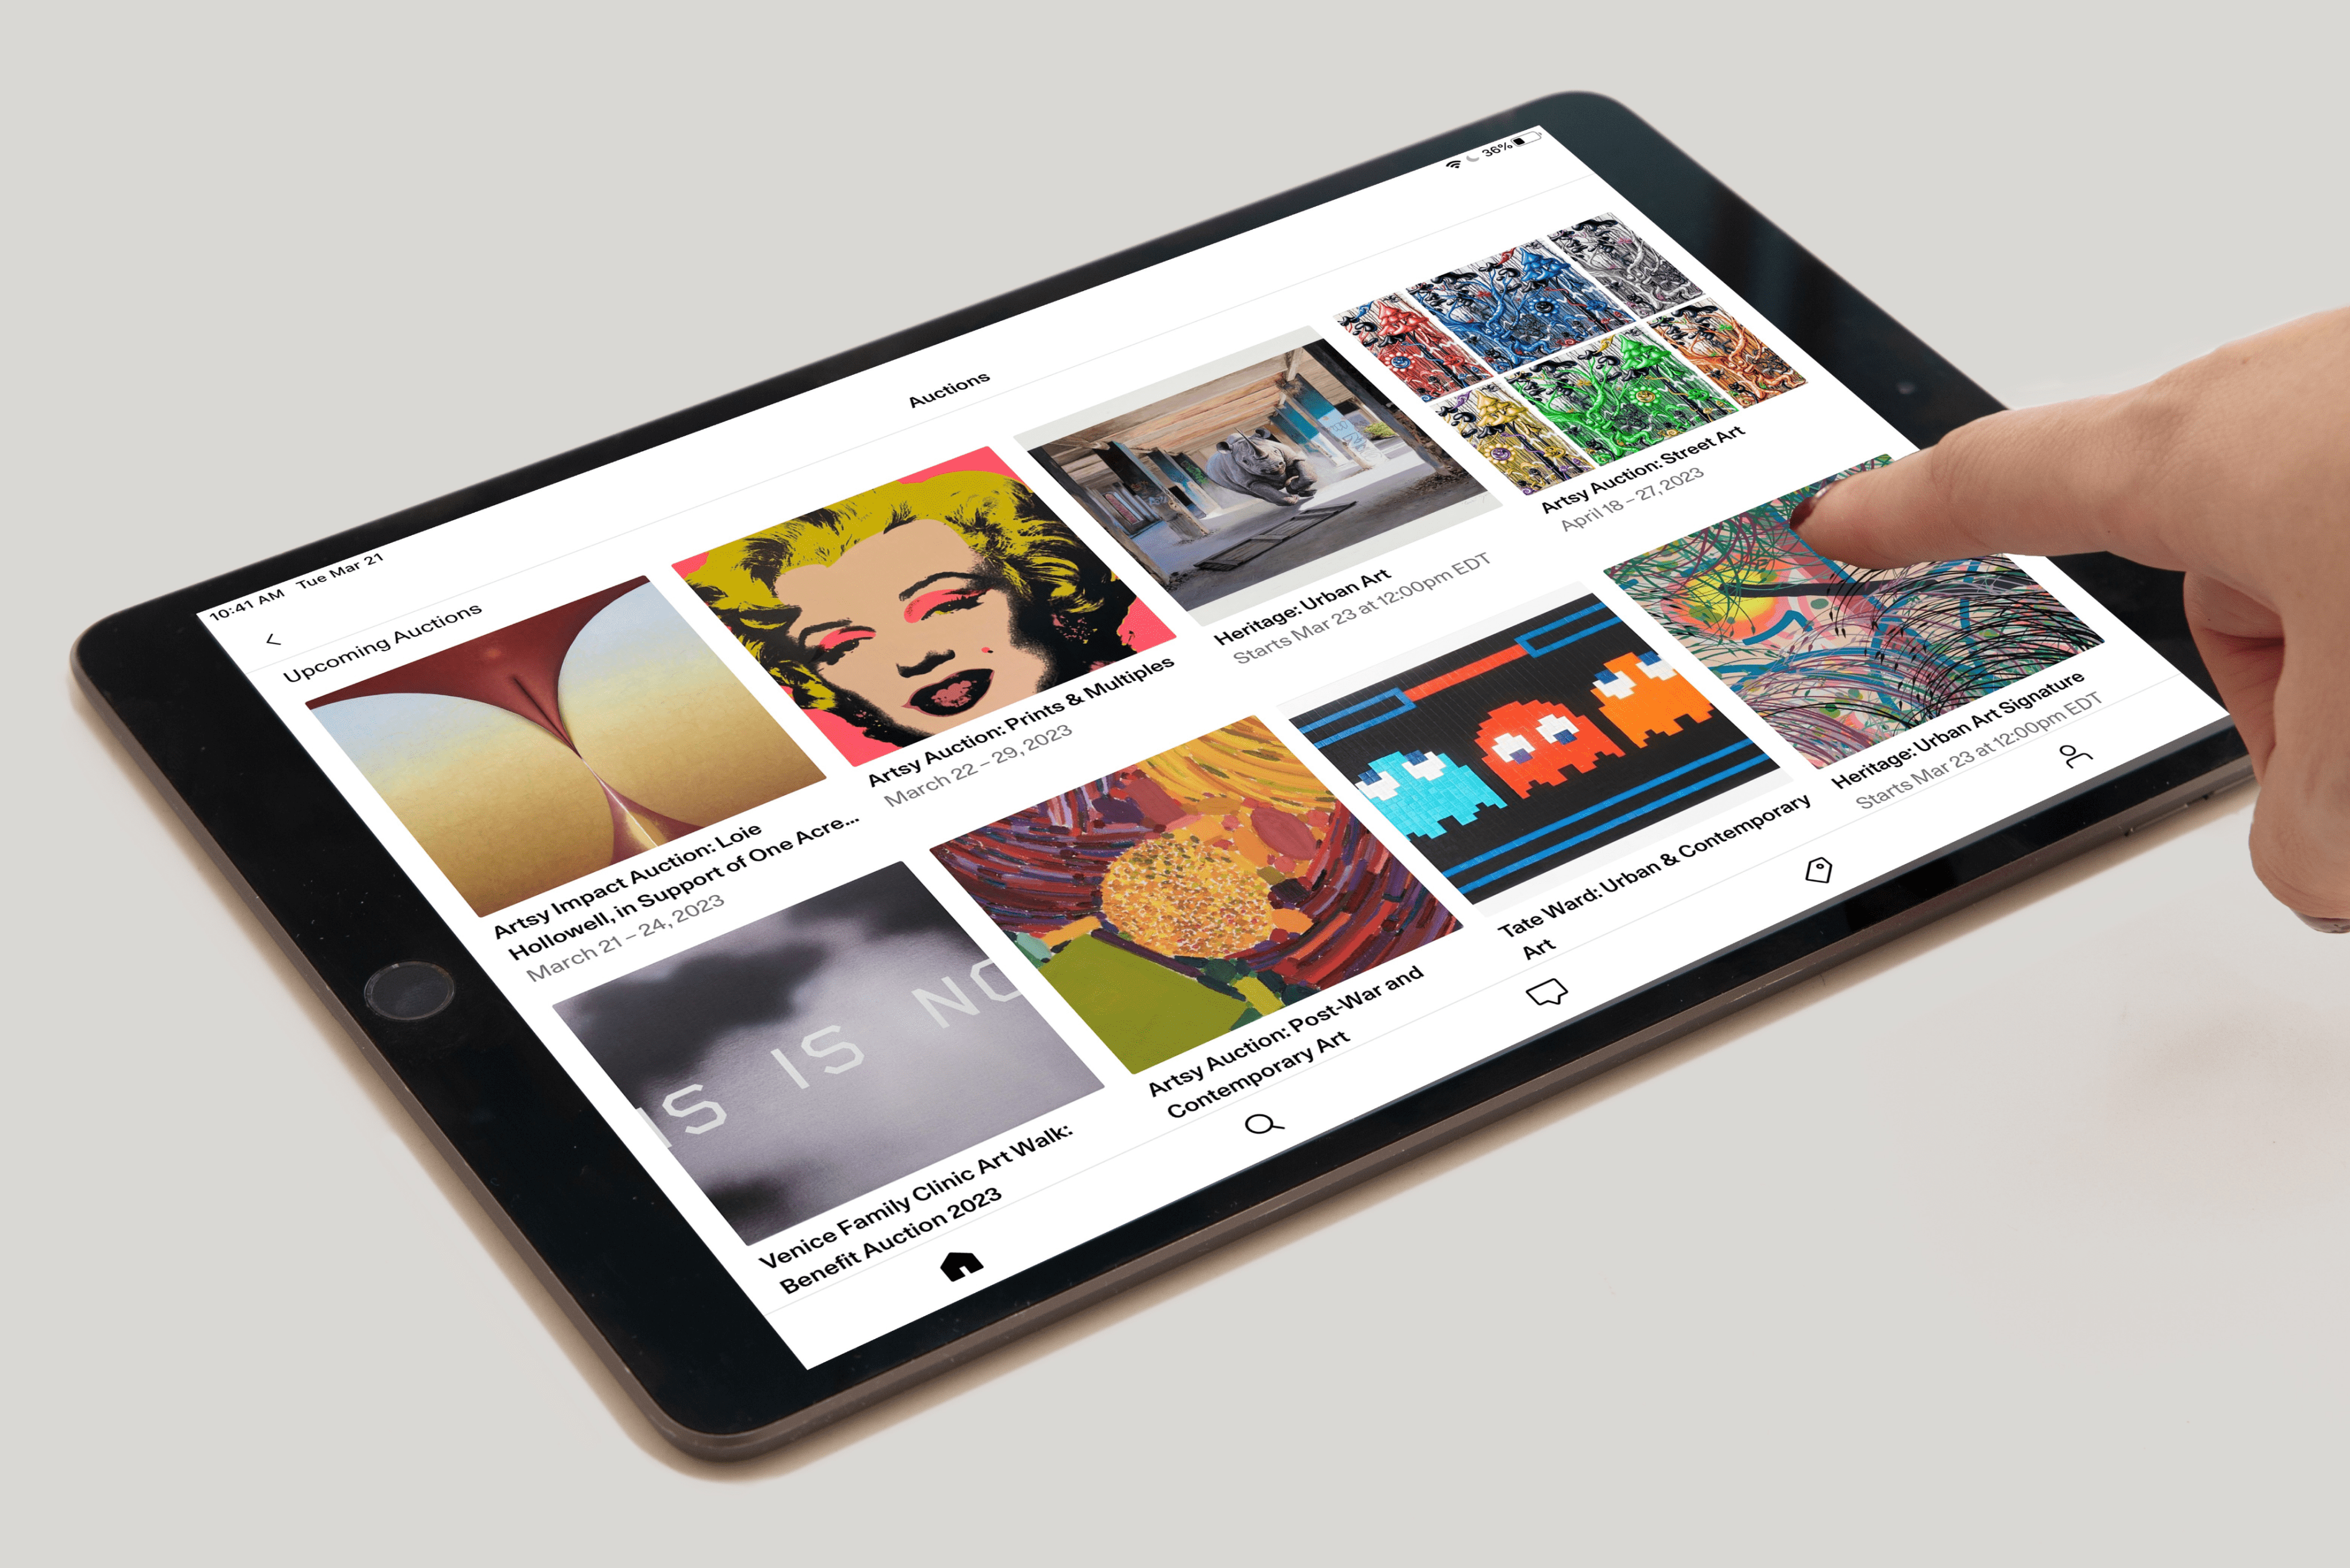 10:41 AM Tue Mar 21
36%
Auctions
Upcoming Auctions
Artsy Impact Auction: Loie
Hollowell, in Support of One Acre...
March 21 – 24, 2023
Artsy Auction: Prints & Multiples
March 22 – 29, 2023
Heritage: Urban Art
Starts Mar 23 at 12:00pm EDT
Artsy Auction: Street Art
April 18 – 27, 2023
IS IS NO
Venice Family Clinic Art Walk:
Benefit Auction 2023
Artsy Auction: Post-War and
Contemporary Art
Tate Ward: Urban & Contemporary
Art
Heritage: Urban Art Signature
Starts Mar 23 at 12:00pm EDT